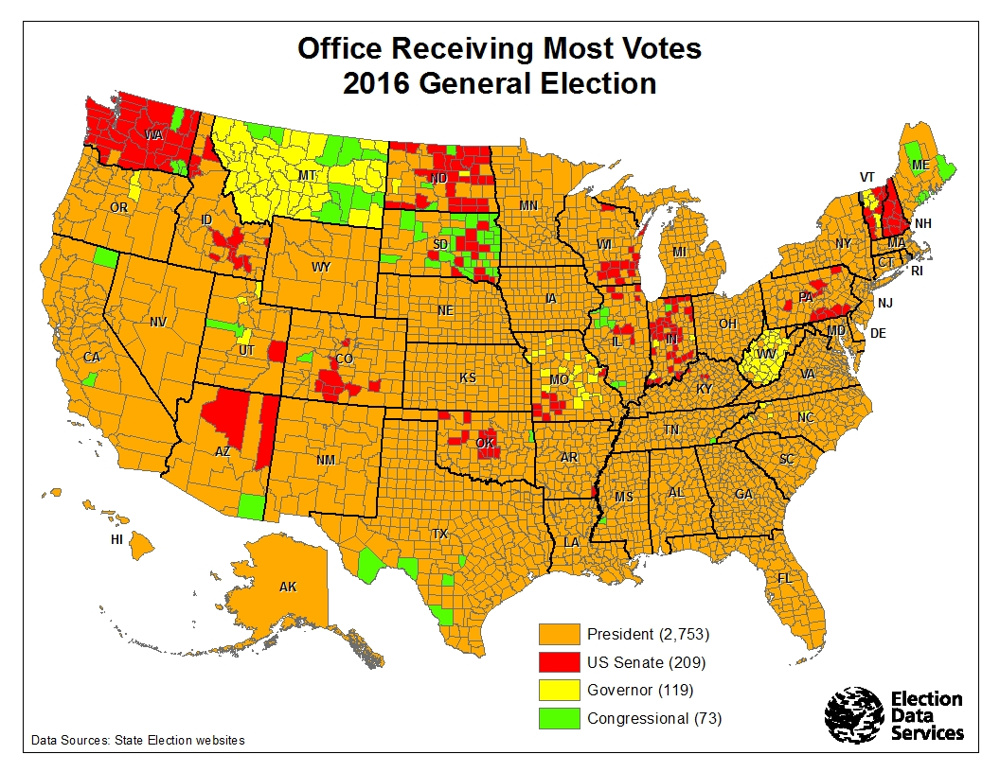 Office Receiving Most Votes
2016 General Election
WA
MT
ND
MN
VT
ME
OR
ID
SD
WI
MI
NY
NH
MA
CT
RI
WY
IA
PA
NJ
NV
NE
OH
MD
DE
UT
CO
IL
IN
WV
VA
CA
KS
MO
KY
NC
AZ
NM
OK
TN
AR
SC
MS
AL
GA
HI
TX
LA
FL
AK
President (2,753)
US Senate (209)
Governor (119)
Congressional (73)
Election
Data
Services
Data Sources: State Election websites